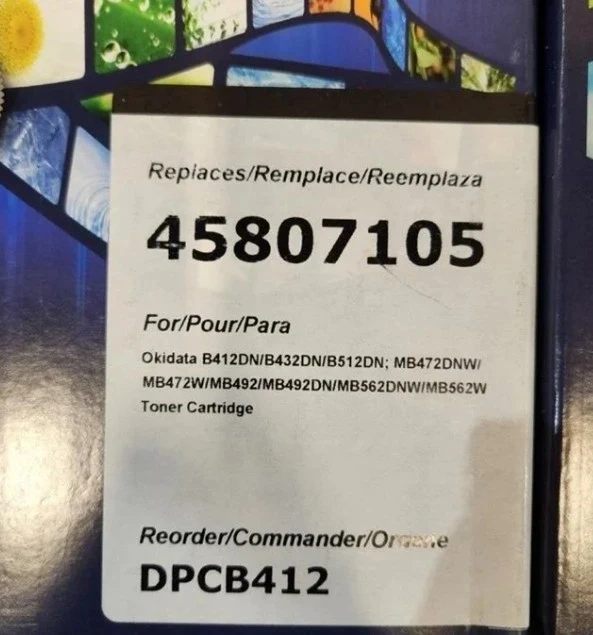 Replaces/Remplace/Reemplaza
45807105
For/Pour/Para
Okidata B412DN/B432DN/B512DN; MB472DNW/
MB472W/MB492/MB492DN/MB562DNW/MB562W
Toner Cartridge
Reorder/Commander/
DPCB412